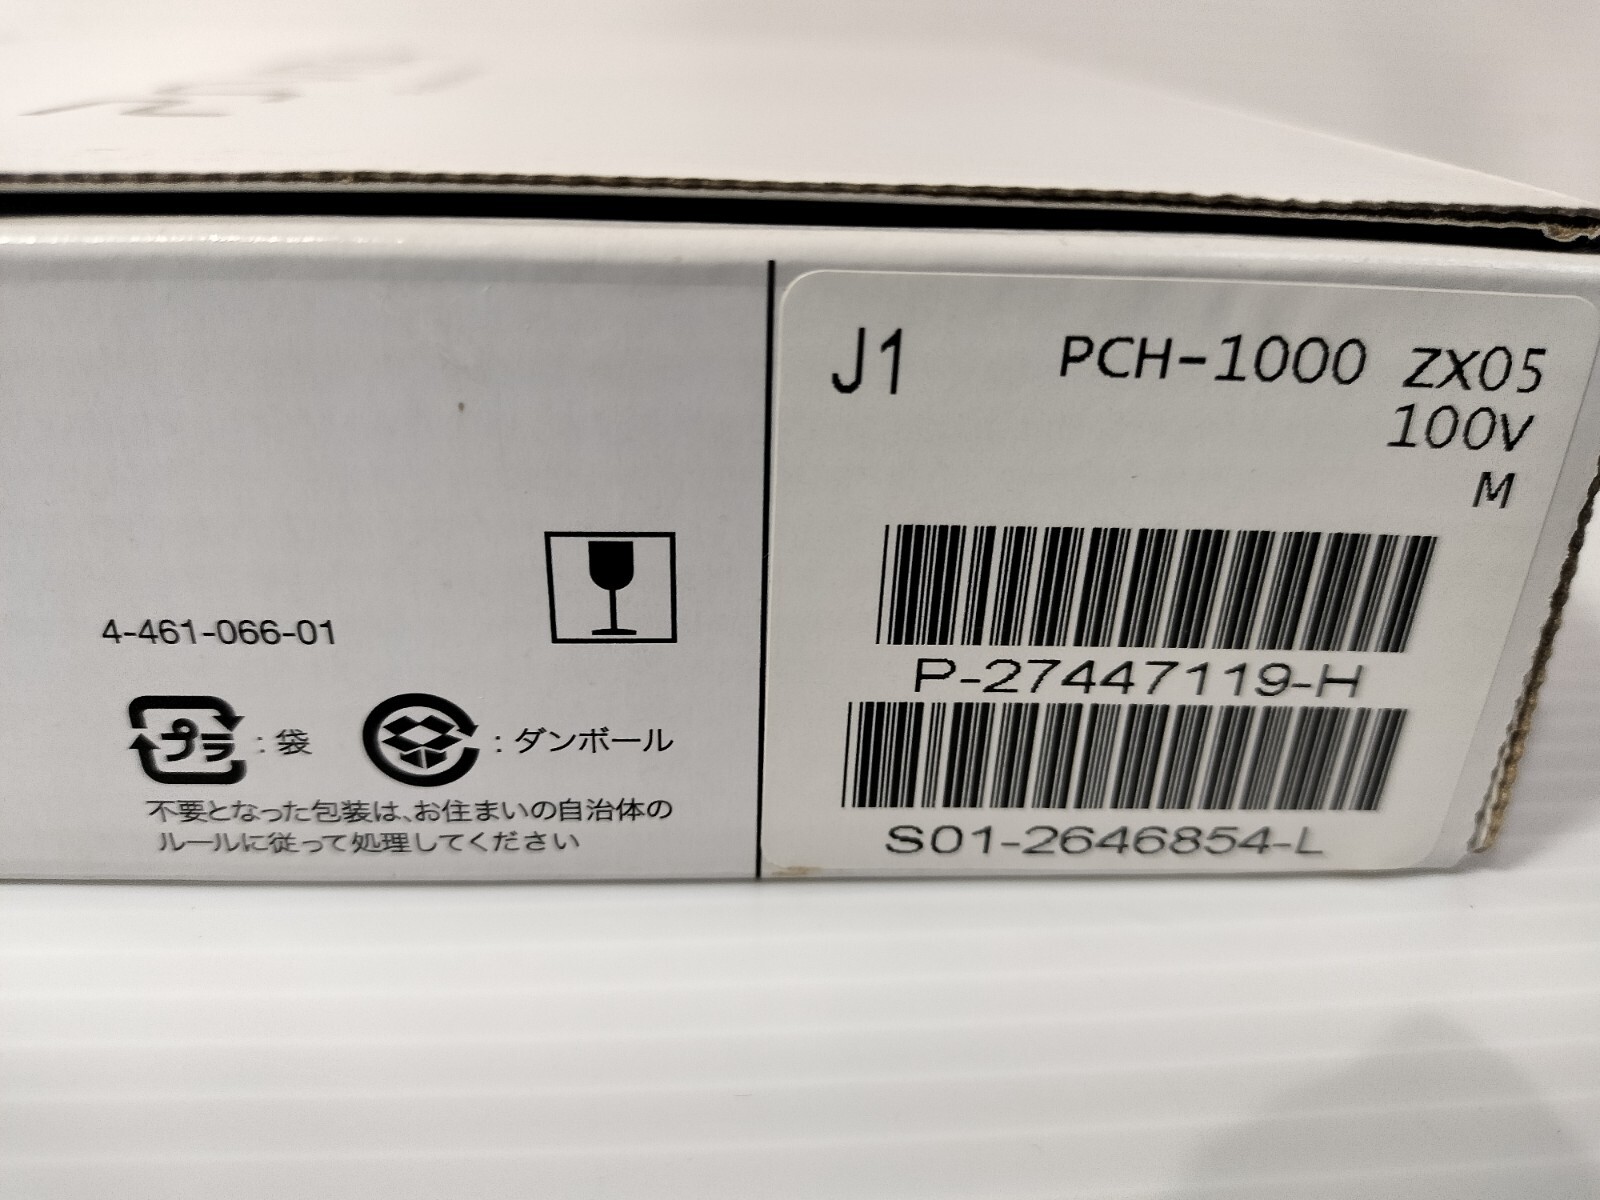 J1 PCH-1000 ZX05
100V
M
P-27447119-H
S01-2646854-L
4-461-066-01
プラ : 袋 : ダンボール
不要となった包装は、お住まいの自治体の
ルールに従って処理してください